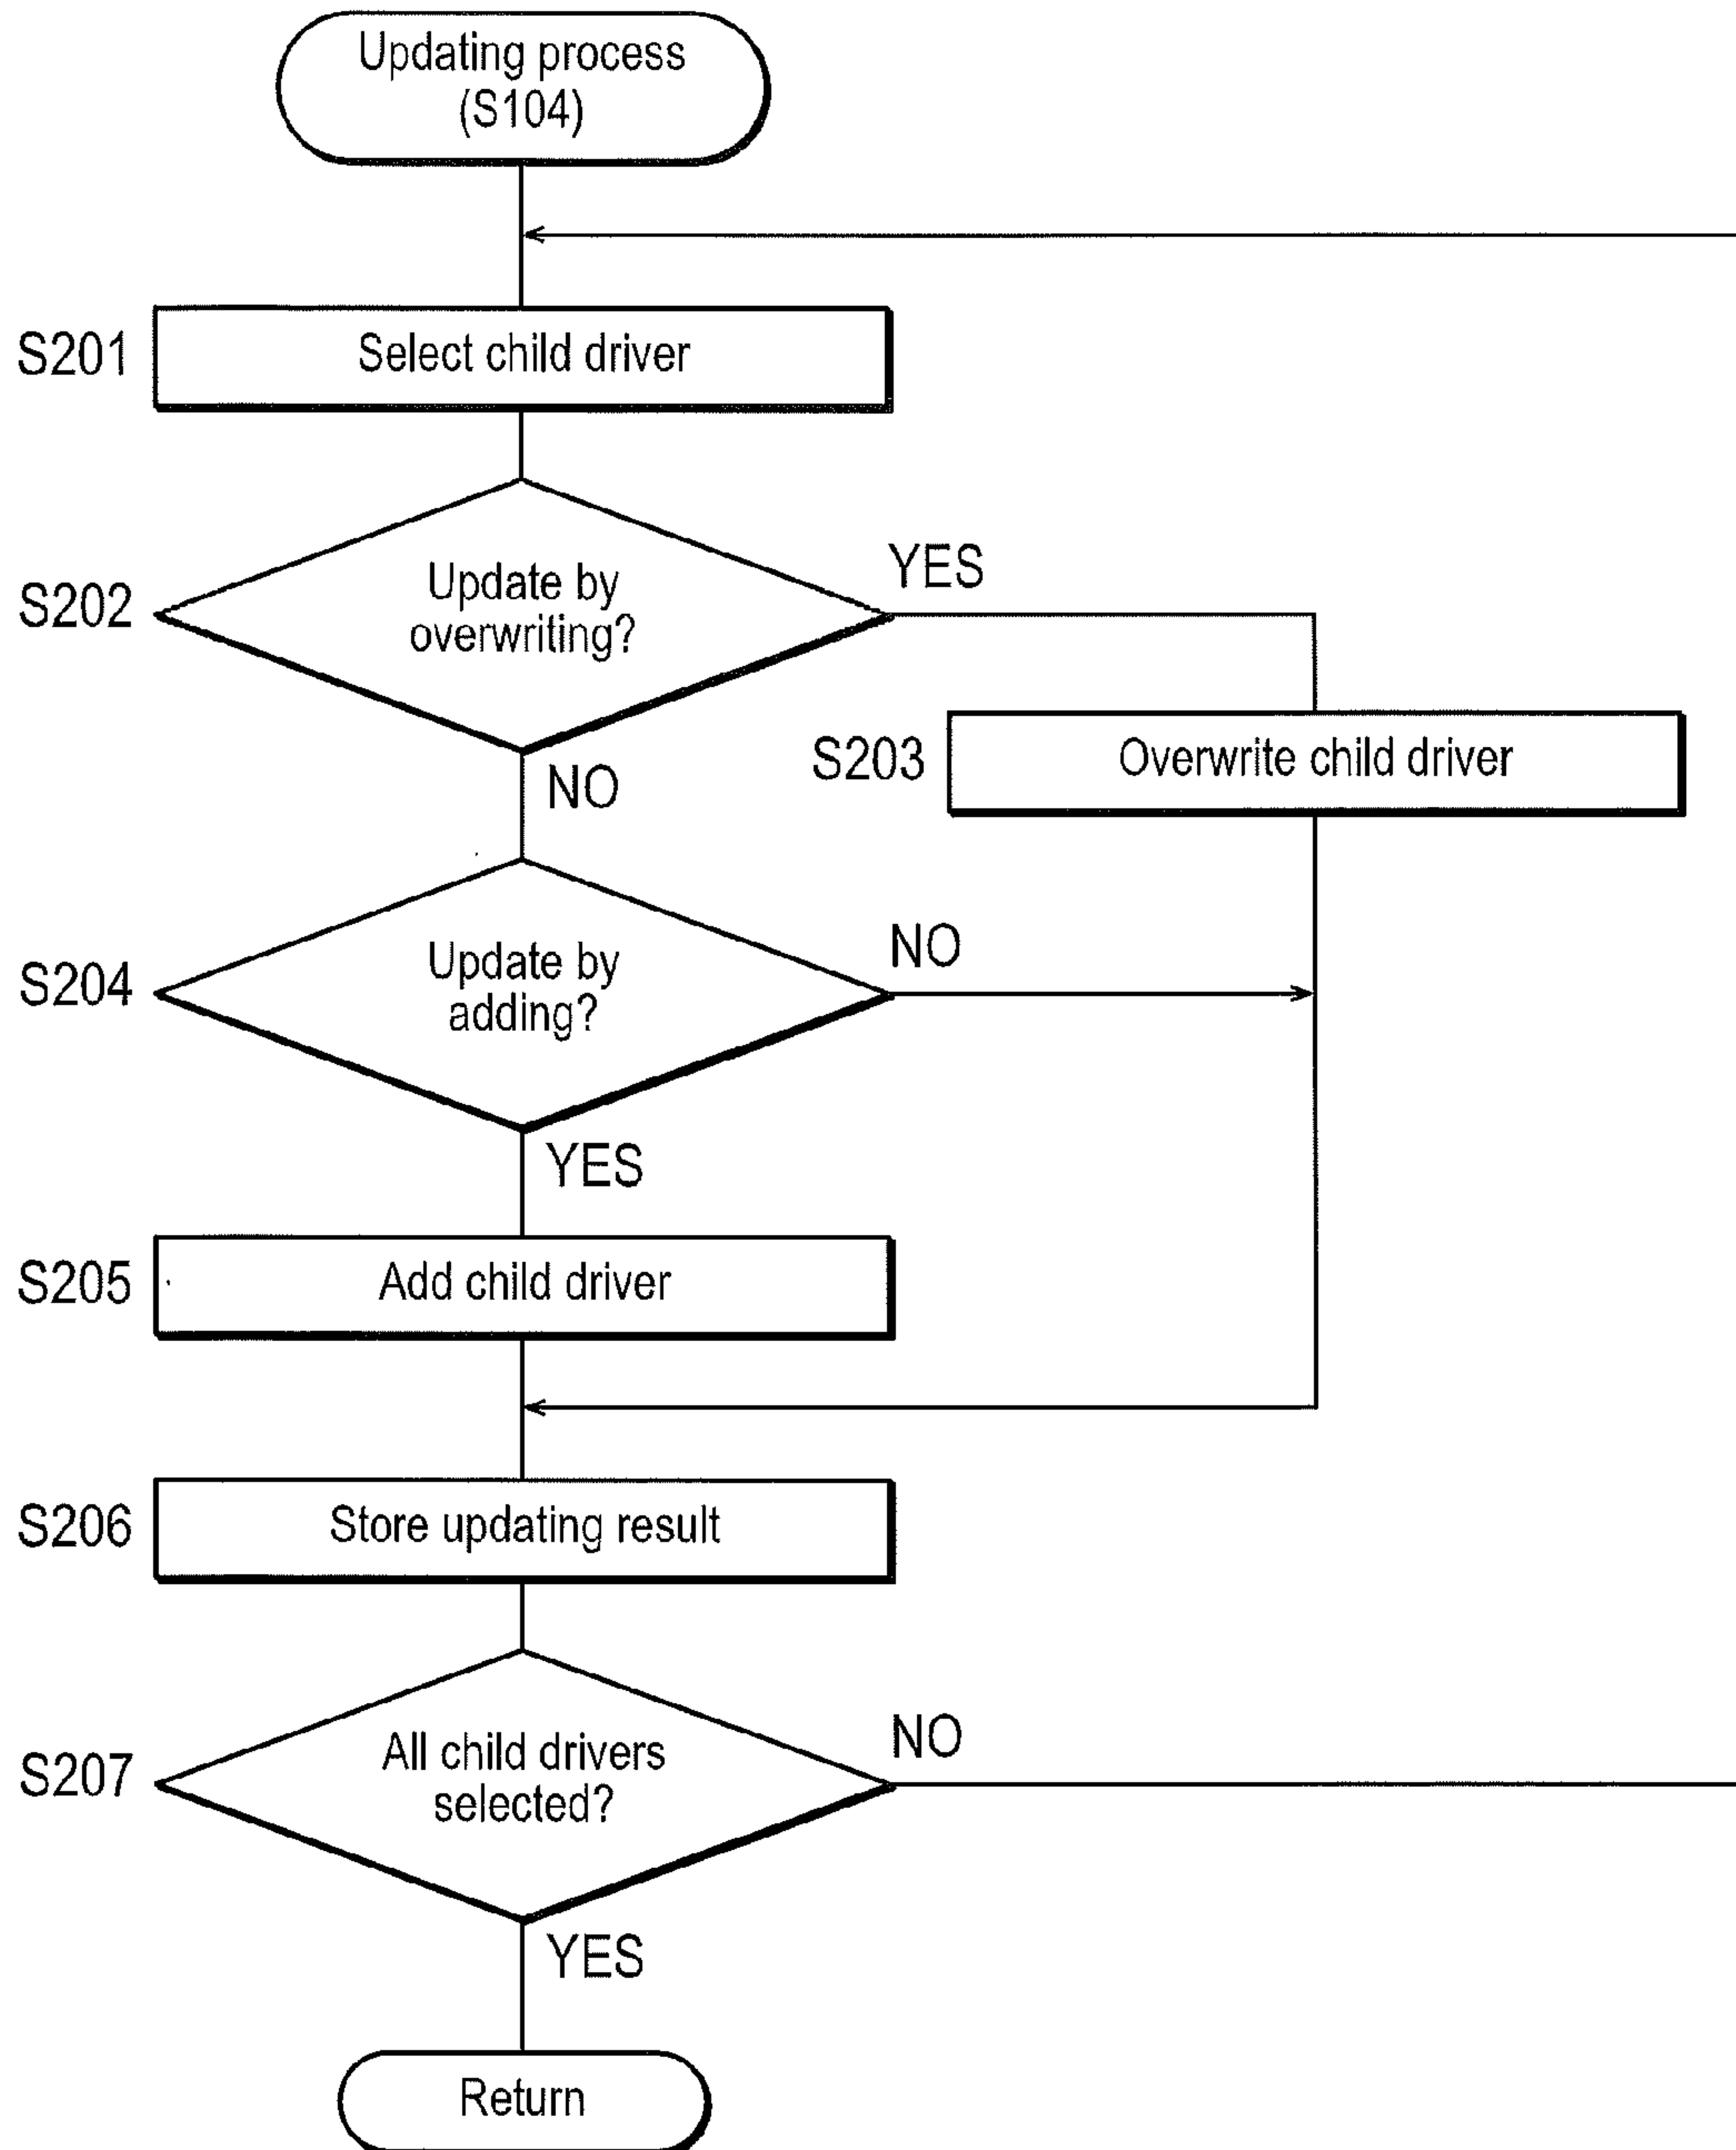 Updating process
(S104)
S201
Select child driver
S202
Update by
overwriting?
YES
NO
S203
Overwrite child driver
S204
Update by
adding?
NO
YES
S205
Add child driver
S206
Store updating result
S207
All child drivers
selected?
NO
YES
Return